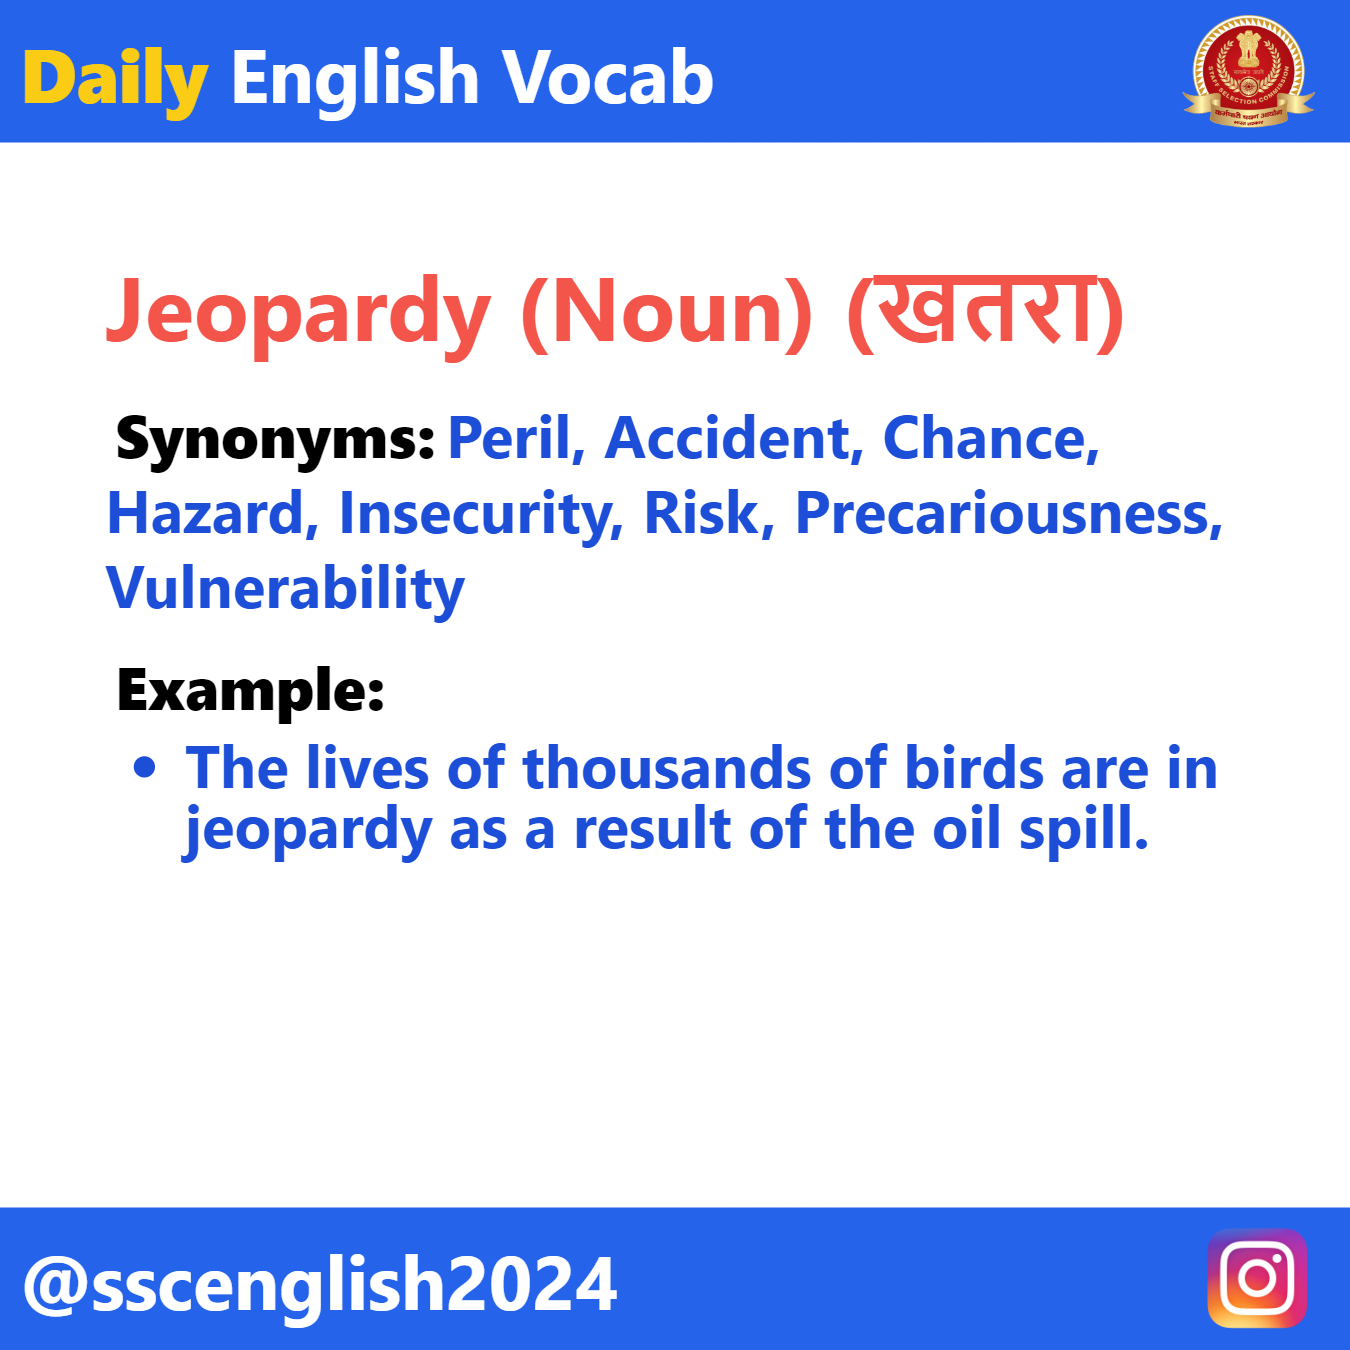 Daily English Vocab
STAFF SELECTION COMMISSION
कर्मचारी चयन आयोग
भारत सरकार
Jeopardy (Noun) (खतरा)
Synonyms: Peril, Accident, Chance,
Hazard, Insecurity, Risk, Precariousness,
Vulnerability
Example:
• The lives of thousands of birds are in
jeopardy as a result of the oil spill.
@sscenglish2024